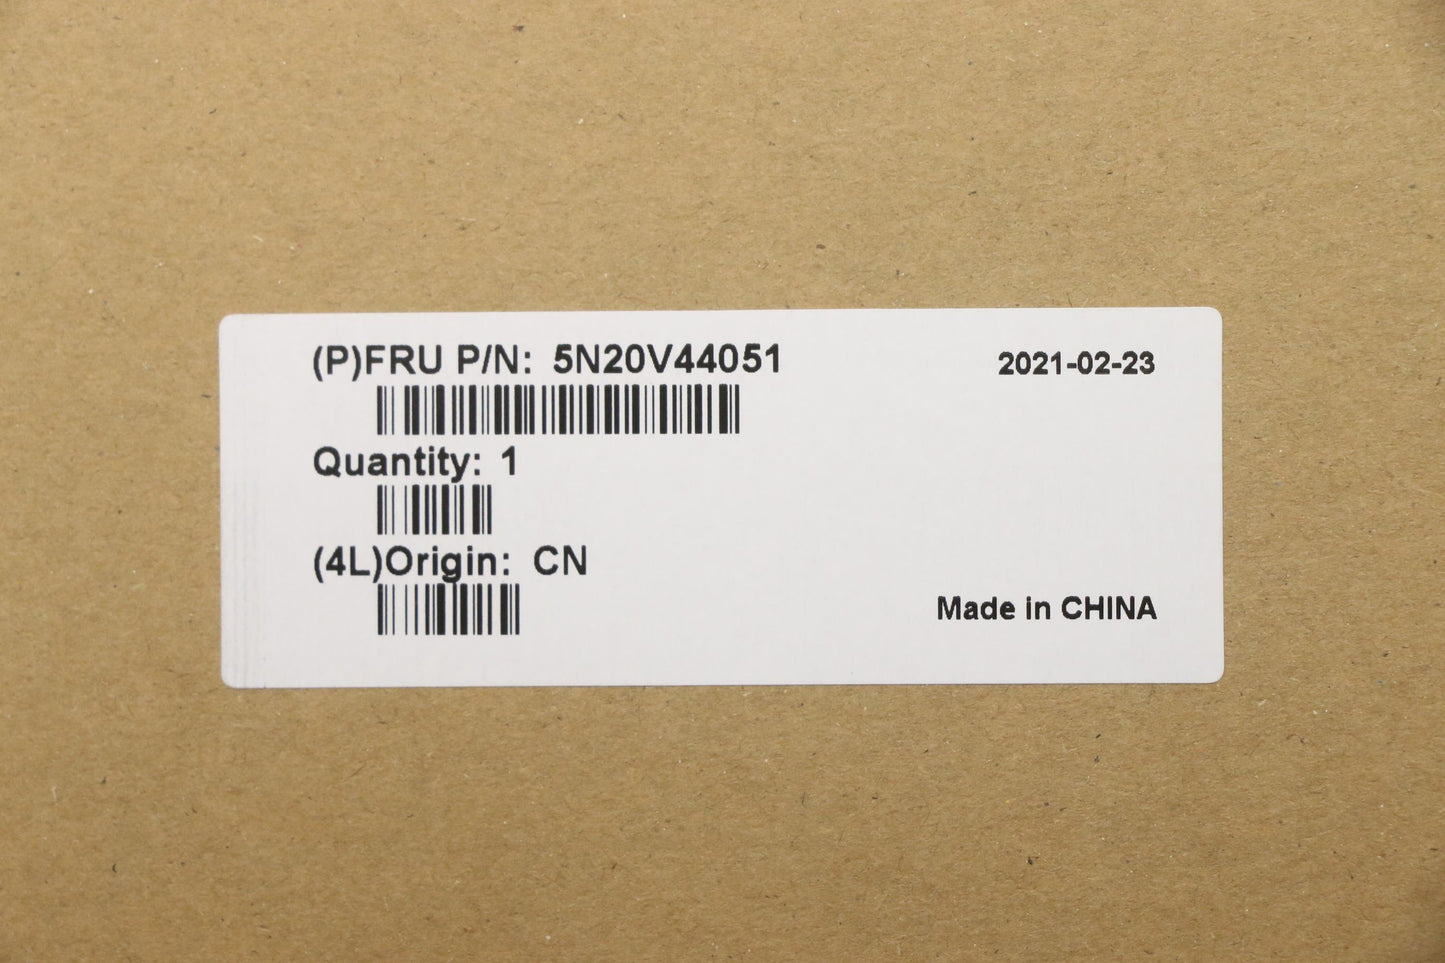 (P)FRU P/N: 5N20V44051
2021-02-23
Quantity: 1
(4L)Origin: CN
Made in CHINA